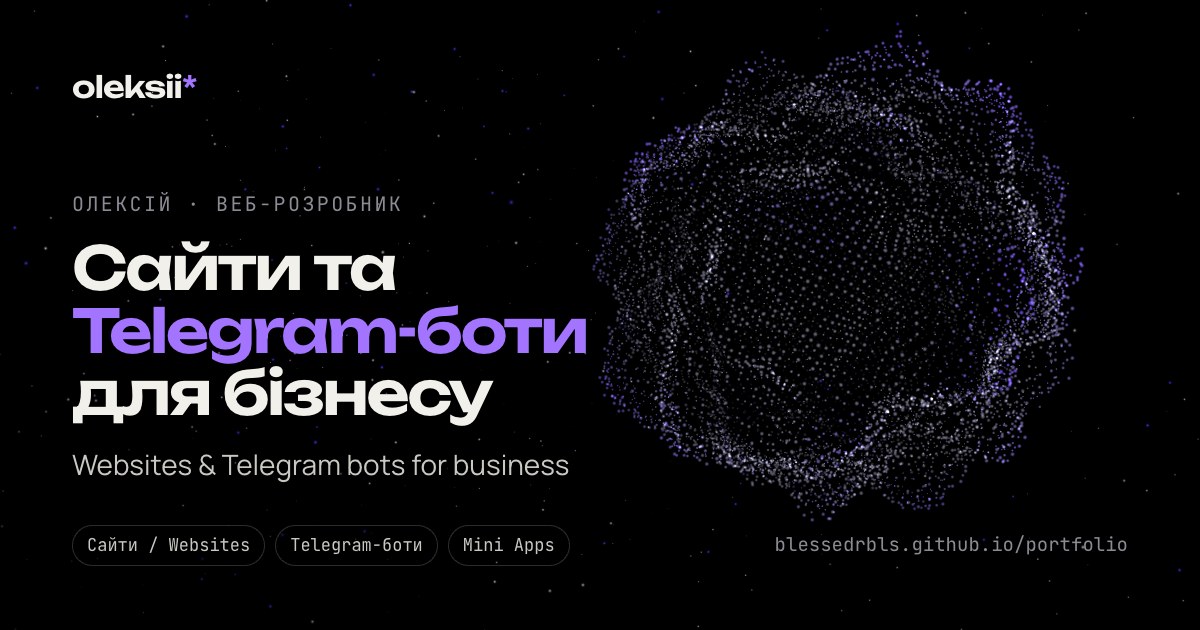 oleksii*
ОЛЕКСІЙ · ВЕБ-РОЗРОБНИК
Сайти та
Telegram-боти
для бізнесу
Websites & Telegram bots for business
Сайти / Websites
Telegram-боти
Mini Apps
blessedrbls.github.io/portfolio